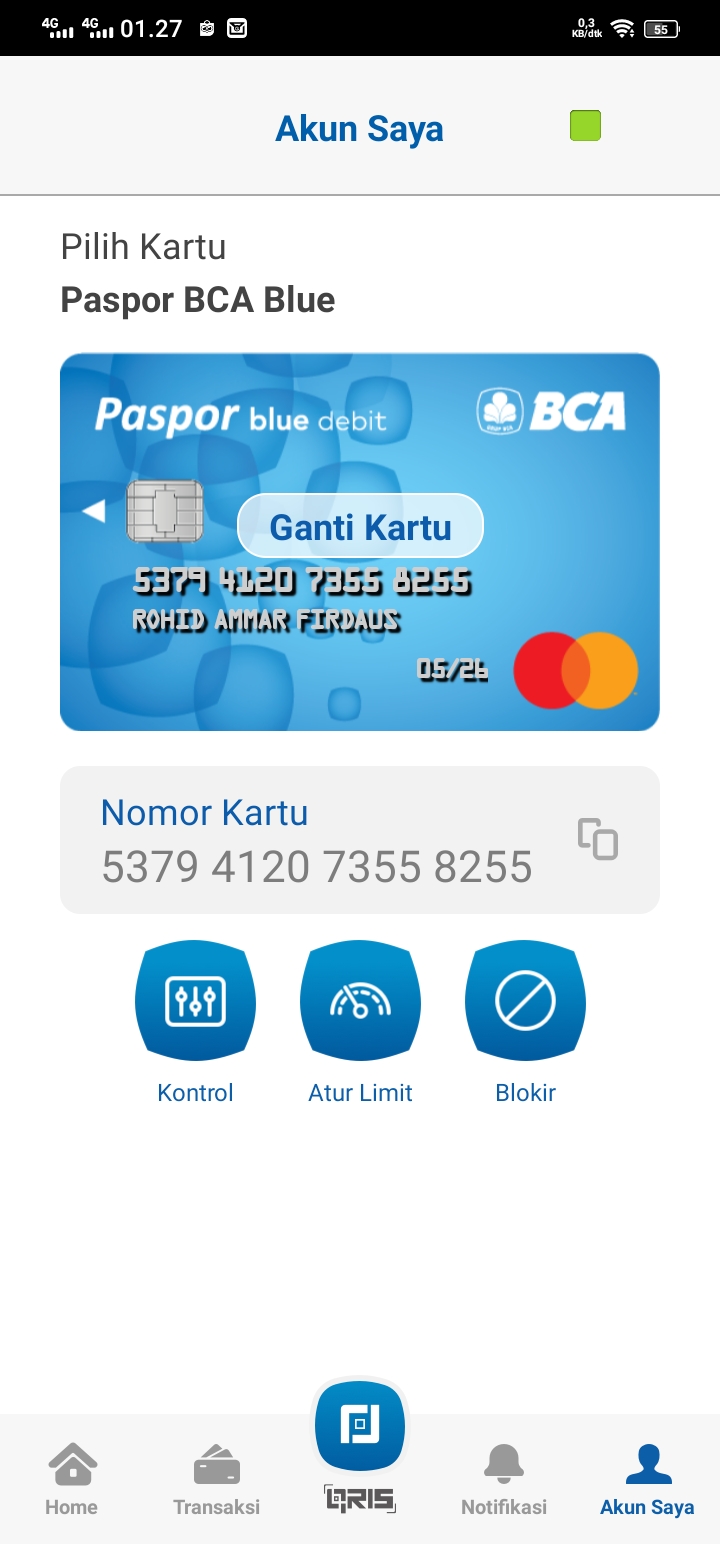 4G 4G 01.27 0,3 KB/dtk 55
Akun Saya
Pilih Kartu
Paspor BCA Blue
Paspor blue debit BCA
Ganti Kartu
5379 4120 7355 8255
ROHID AMMAR FIRDAUS
05/26
Nomor Kartu
5379 4120 7355 8255
Kontrol Atur Limit Blokir
Home Transaksi QRIS Notifikasi Akun Saya